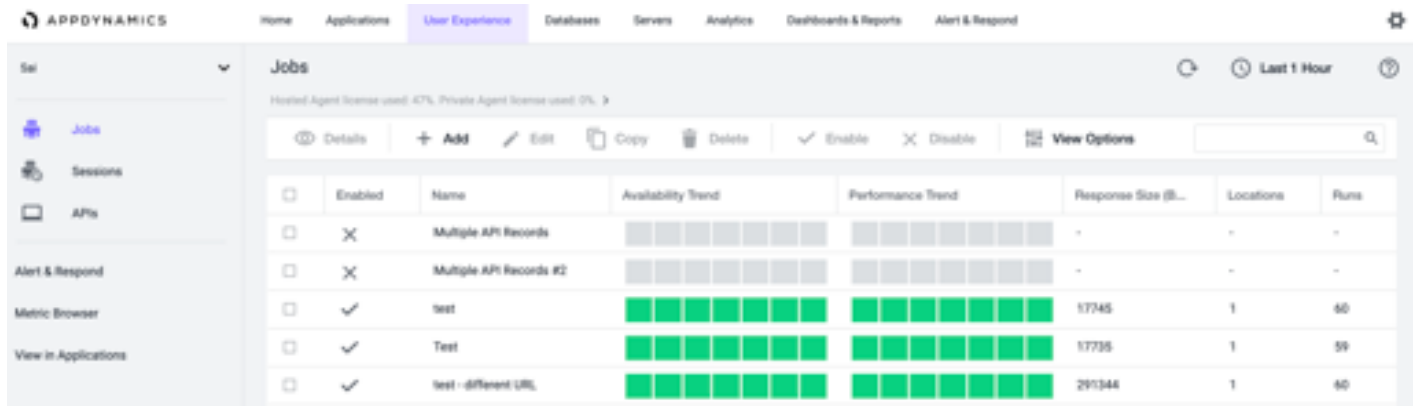 APPDYNAMICS Home Applications User Experience Databases Servers Analytics Dashboards & Reports Alert & Respond
Sai
Jobs
Last 1 Hour
Hosted Agent license used: 47%. Private Agent license used: 0%.
Jobs
Sessions
APIs
Alert & Respond
Metric Browser
View in Applications
Details Add Edit Copy Delete Enable Disable View Options
Enabled Name Availability Trend Performance Trend Response Size (B... Locations Runs
Multiple API Records - - -
Multiple API Records #2 - - -
test 17745 1 60
Test 17735 1 59
test - different URL 291344 1 60